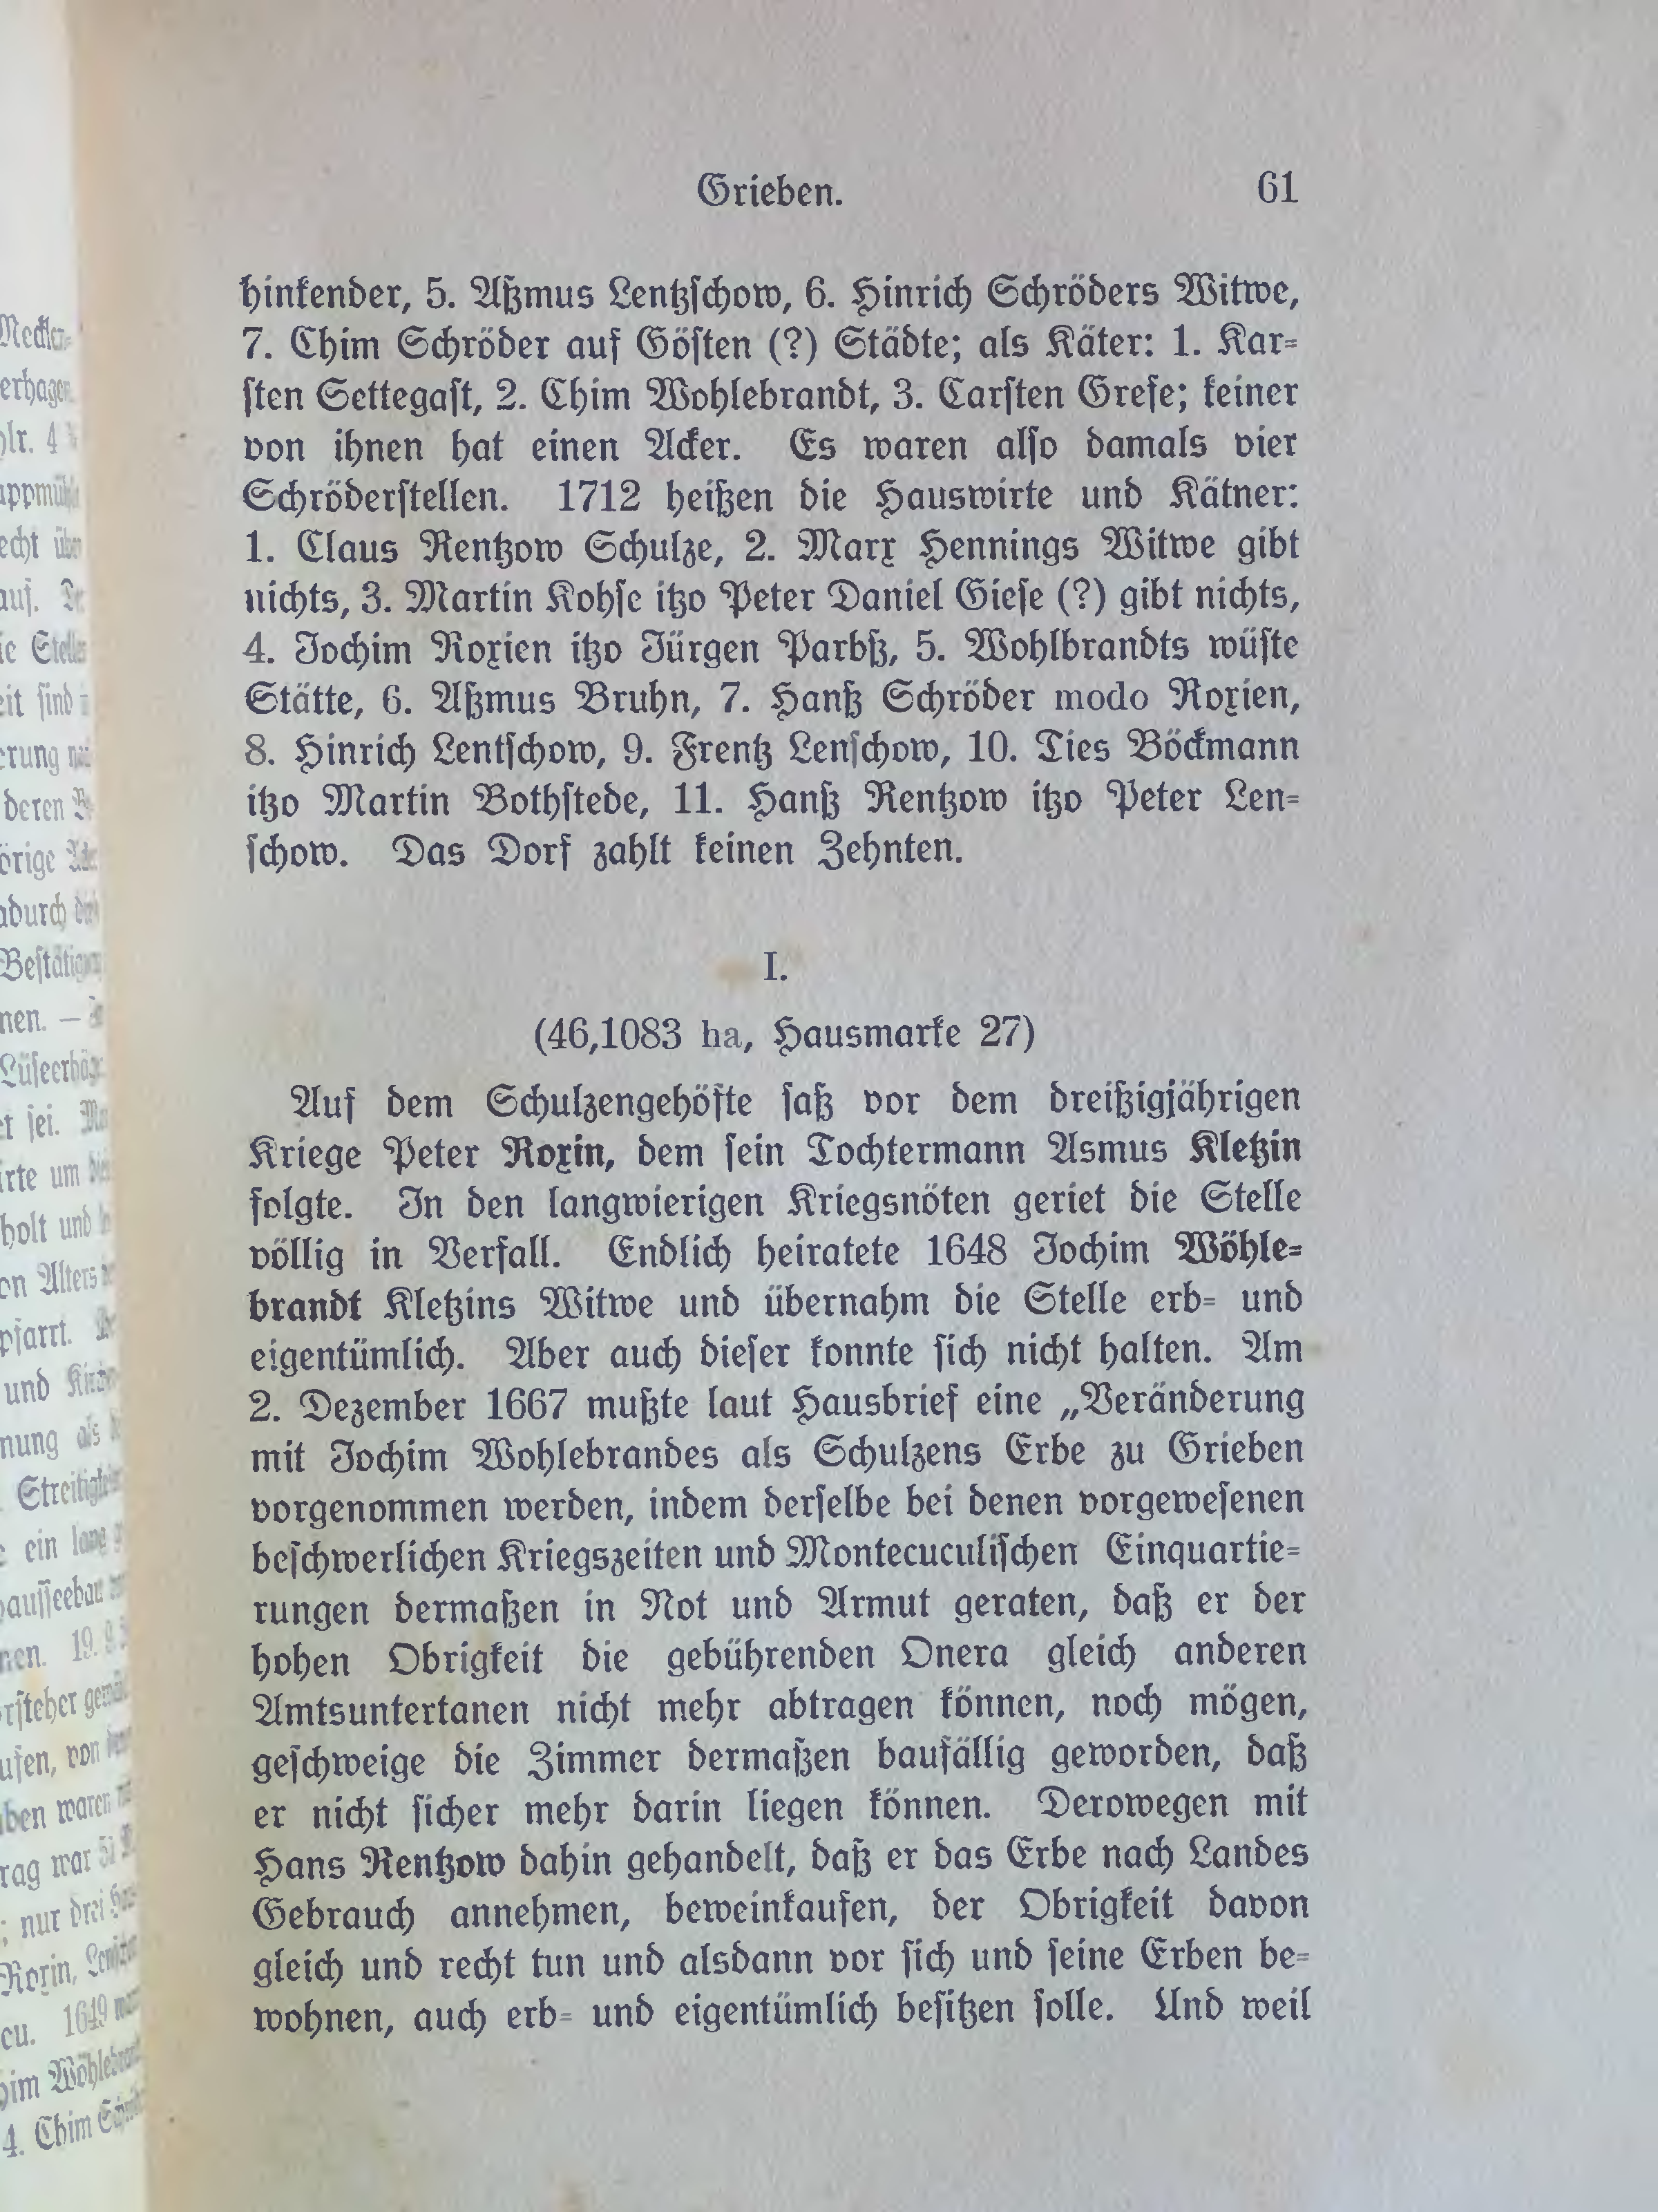 Grieben. 61
hinkender, 5. Aßmus Lentzschow, 6. Hinrich Schröders Witwe,
7. Chim Schröder auf Gösten (?) Städte; als Käter: 1. Kar-
sten Settegast, 2. Chim Wohlebrandt, 3. Carsten Grefe; keiner
von ihnen hat einen Acker. Es waren also damals vier
Schröderstellen. 1712 heißen die Hauswirte und Kätner:
1. Claus Rentzow Schulze, 2. Marx Hennings Witwe gibt
nichts, 3. Martin Kohse itzo Peter Daniel Giese (?) gibt nichts,
4. Jochim Roxien itzo Jürgen Parbß, 5. Wohlbrandts wüste
Stätte, 6. Aßmus Bruhn, 7. Hanß Schröder modo Roxien,
8. Hinrich Lentschow, 9. Frentz Lenschow, 10. Ties Böckmann
itzo Martin Bothstede, 11. Hanß Rentzow itzo Peter Len-
schow. Das Dorf zahlt keinen Zehnten.
I.
(46,1083 ha, Hausmarke 27)
Auf dem Schulzengehöfte saß vor dem dreißigjährigen
Kriege Peter Roxin, dem sein Tochtermann Asmus Kletzin
folgte. In den langwierigen Kriegsnöten geriet die Stelle
völlig in Verfall. Endlich heiratete 1648 Jochim Wöhle-
brandt Kletzins Witwe und übernahm die Stelle erb- und
eigentümlich. Aber auch dieser konnte sich nicht halten. Am
2. Dezember 1667 mußte laut Hausbrief eine „Veränderung
mit Jochim Wohlebrandes als Schulzens Erbe zu Grieben
vorgenommen werden, indem derselbe bei denen vorgewesenen
beschwerlichen Kriegszeiten und Montecuculischen Einquartie-
rungen dermaßen in Not und Armut geraten, daß er der
hohen Obrigkeit die gebührenden Onera gleich anderen
Amtsuntertanen nicht mehr abtragen können, noch mögen,
geschweige die Zimmer dermaßen baufällig geworden, daß
er nicht sicher mehr darin liegen können. Derowegen mit
Hans Rentzow dahin gehandelt, daß er das Erbe nach Landes
Gebrauch annehmen, beweinkaufen, der Obrigkeit davon
gleich und recht tun und alsdann vor sich und seine Erben be-
wohnen, auch erb- und eigentümlich besitzen solle. Und weil